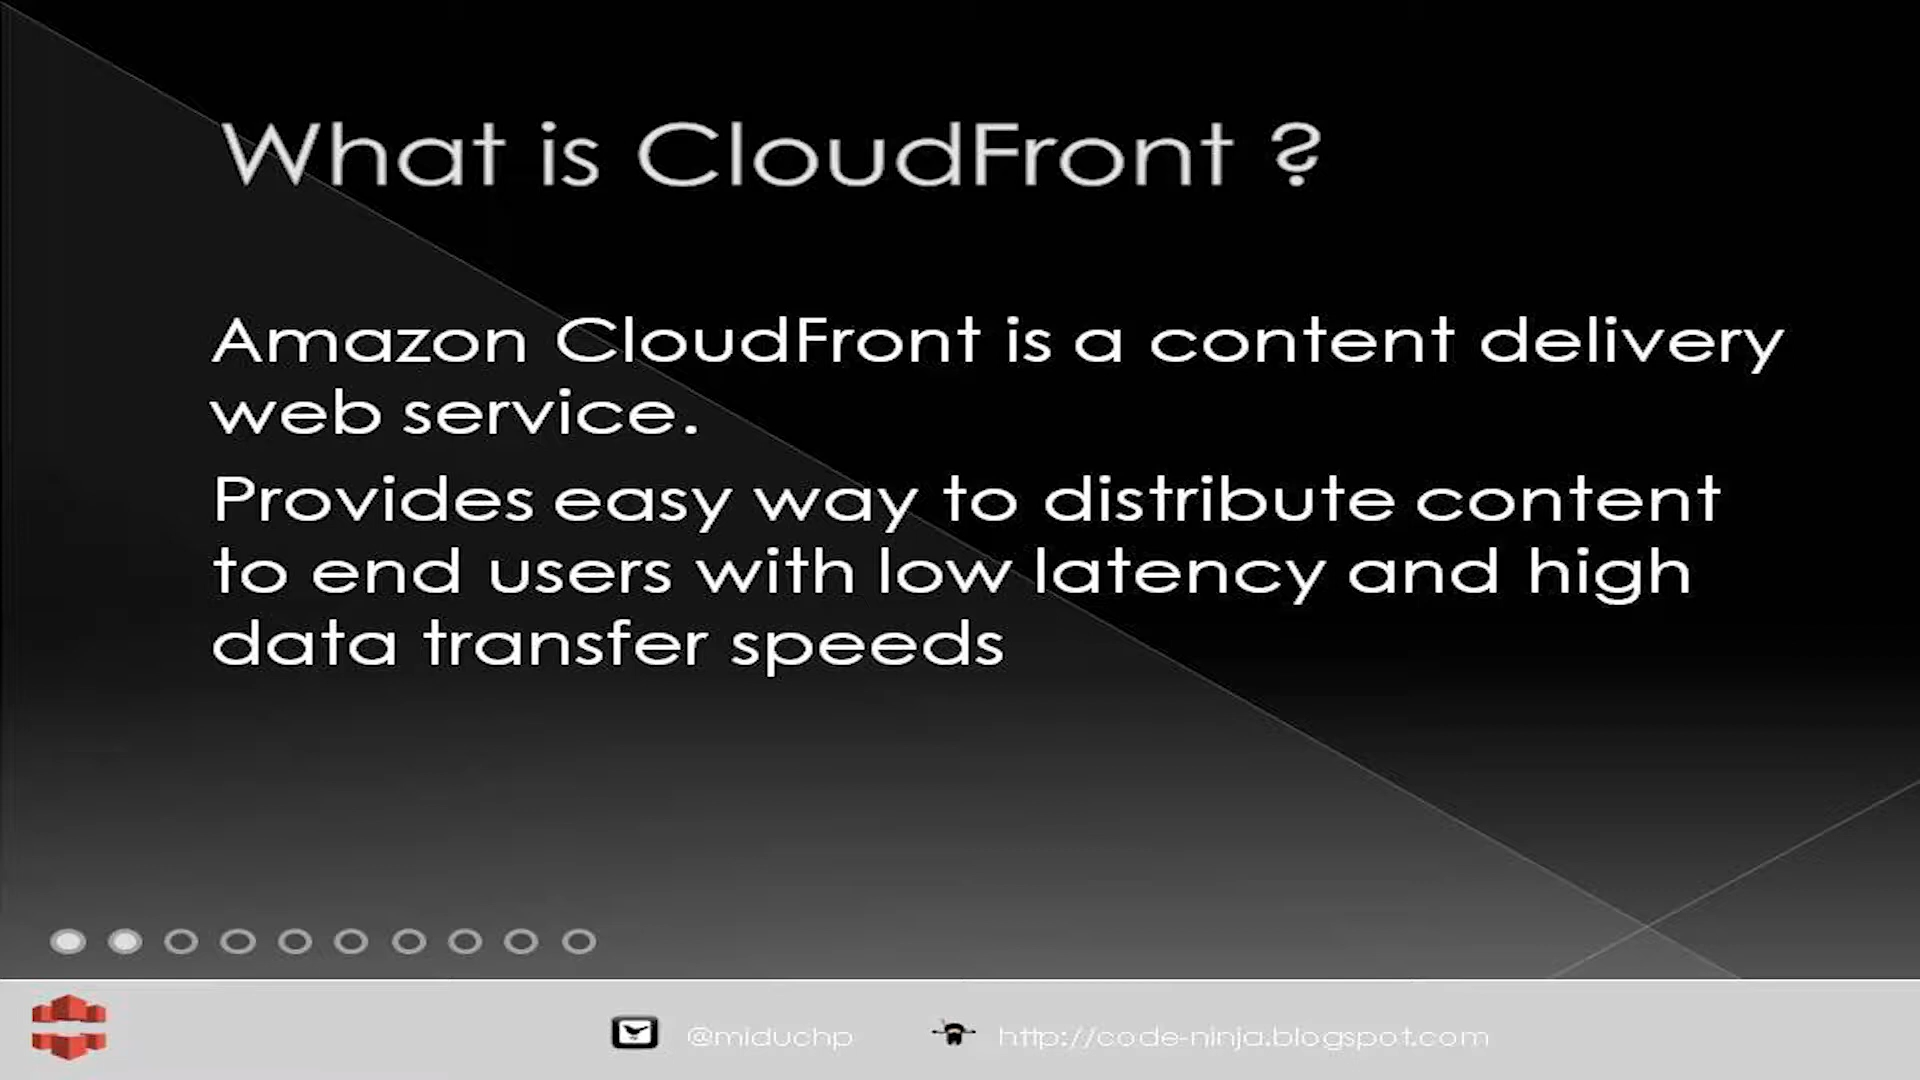 What is CloudFront ?
Amazon CloudFront is a content delivery
web service.
Provides easy way to distribute content
to end users with low latency and high
data transfer speeds
@miduchp
http://code-ninja.blogspot.com